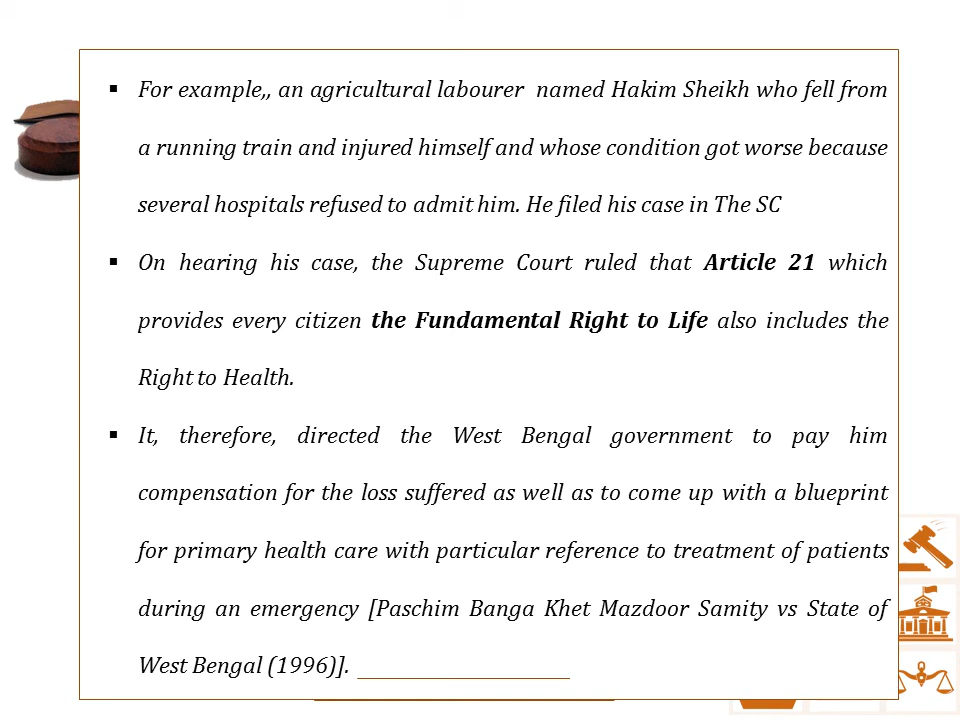 ▪ For example,, an agricultural labourer named Hakim Sheikh who fell from
a running train and injured himself and whose condition got worse because
several hospitals refused to admit him. He filed his case in The SC
▪ On hearing his case, the Supreme Court ruled that Article 21 which
provides every citizen the Fundamental Right to Life also includes the
Right to Health.
▪ It, therefore, directed the West Bengal government to pay him
compensation for the loss suffered as well as to come up with a blueprint
for primary health care with particular reference to treatment of patients
during an emergency [Paschim Banga Khet Mazdoor Samity vs State of
West Bengal (1996)].